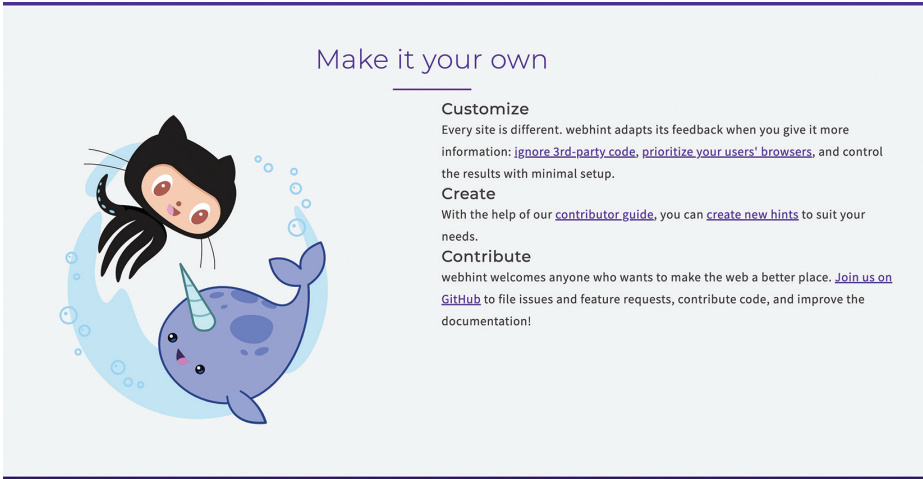 Make it your own
Customize
Every site is different. webhint adapts its feedback when you give it more
information: ignore 3rd-party code, prioritize your users' browsers, and control
the results with minimal setup.
Create
With the help of our contributor guide, you can create new hints to suit your
needs.
Contribute
webhint welcomes anyone who wants to make the web a better place. Join us on
GitHub to file issues and feature requests, contribute code, and improve the
documentation!